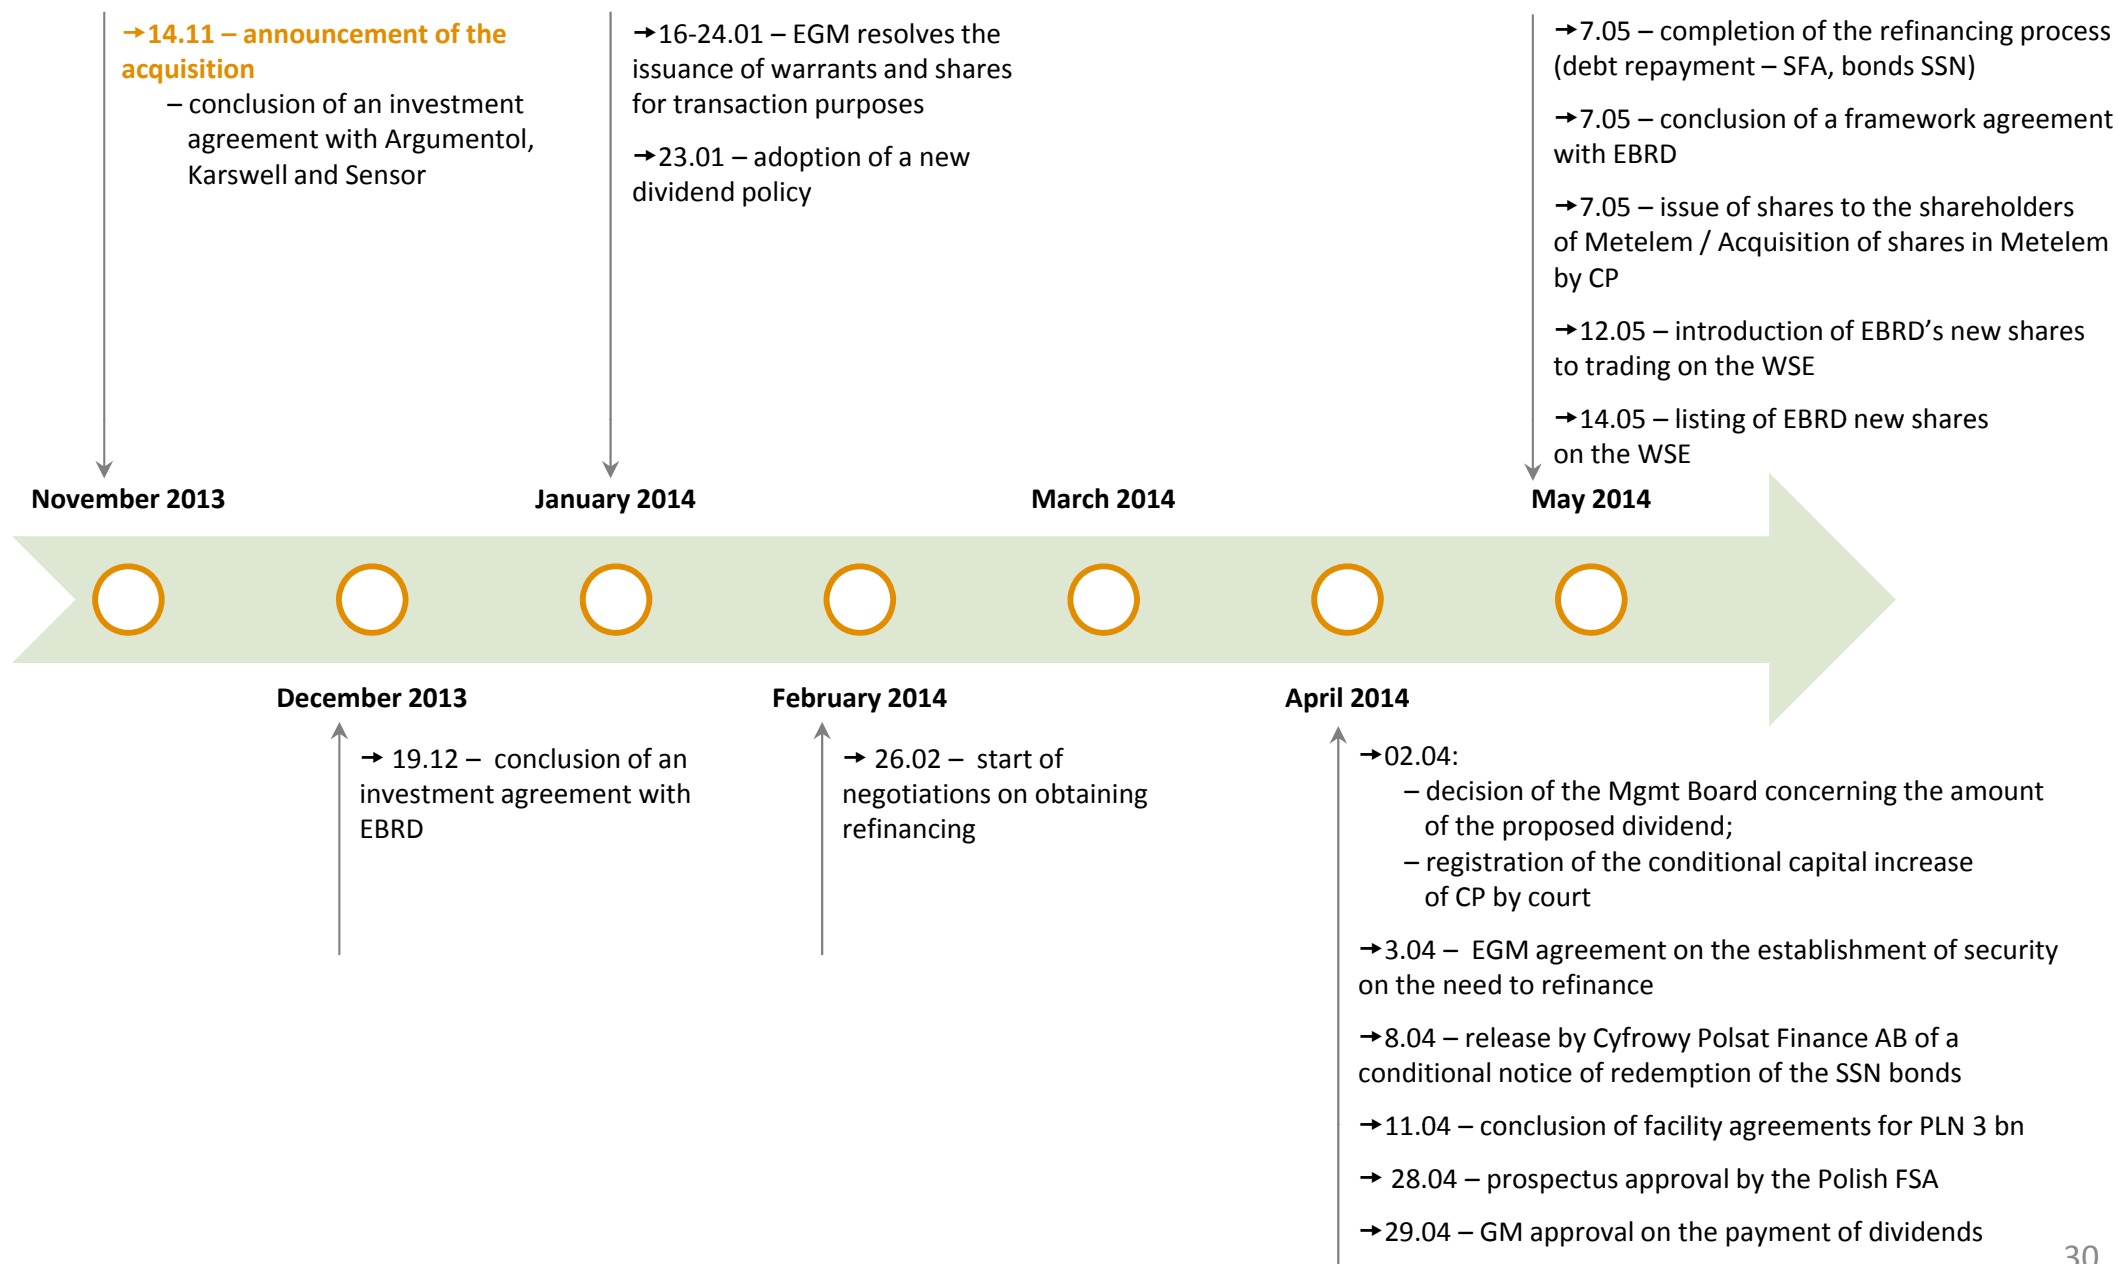 →14.11 – announcement of the
acquisition
– conclusion of an investment
agreement with Argumentol,
Karswell and Sensor
→16-24.01 – EGM resolves the
issuance of warrants and shares
for transaction purposes
→23.01 – adoption of a new
dividend policy
→7.05 – completion of the refinancing process
(debt repayment – SFA, bonds SSN)
→7.05 – conclusion of a framework agreement
with EBRD
→7.05 – issue of shares to the shareholders
of Metelem / Acquisition of shares in Metelem
by CP
→12.05 – introduction of EBRD’s new shares
to trading on the WSE
→14.05 – listing of EBRD new shares
on the WSE
November 2013
January 2014
March 2014
May 2014
December 2013
February 2014
April 2014
→ 19.12 – conclusion of an
investment agreement with
EBRD
→ 26.02 – start of
negotiations on obtaining
refinancing
→02.04:
– decision of the Mgmt Board concerning the amount
of the proposed dividend;
– registration of the conditional capital increase
of CP by court
→3.04 – EGM agreement on the establishment of security
on the need to refinance
→8.04 – release by Cyfrowy Polsat Finance AB of a
conditional notice of redemption of the SSN bonds
→11.04 – conclusion of facility agreements for PLN 3 bn
→ 28.04 – prospectus approval by the Polish FSA
→29.04 – GM approval on the payment of dividends
30